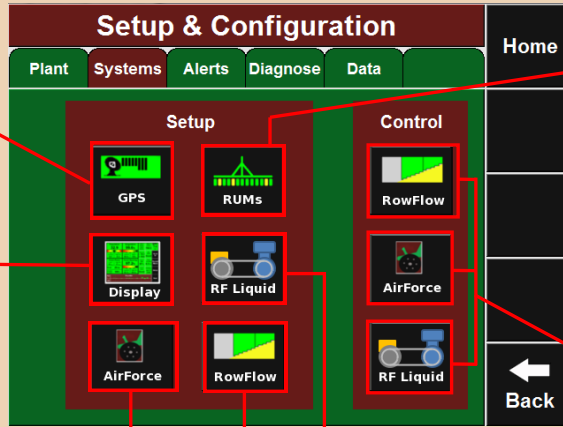 Setup & Configuration
Home
Plant Systems Alerts Diagnose Data
Setup
Control
GPS
RUMs
RowFlow
Display
RF Liquid
AirForce
AirForce
RowFlow
RF Liquid
Back